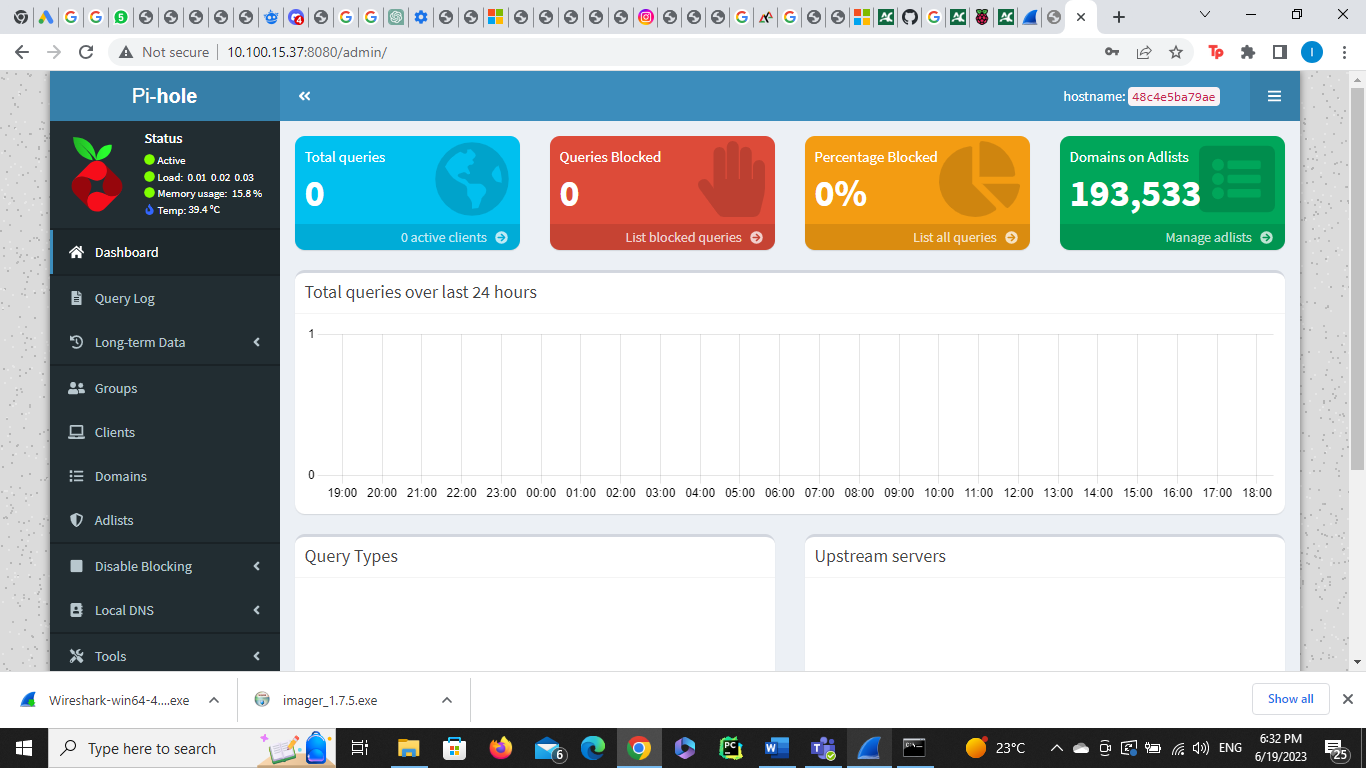 Not secure 10.100.15.37:8080/admin/
Pi-hole
hostname: 48c4e5ba79ae
Status
Active
Load: 0.01 0.02 0.03
Memory usage: 15.8 %
Temp: 39.4 °C
Dashboard
Query Log
Long-term Data
Groups
Clients
Domains
Adlists
Disable Blocking
Local DNS
Tools
Total queries
0
0 active clients
Queries Blocked
0
List blocked queries
Percentage Blocked
0%
List all queries
Domains on Adlists
193,533
Manage adlists
Total queries over last 24 hours
1
0
19:00 20:00 21:00 22:00 23:00 00:00 01:00 02:00 03:00 04:00 05:00 06:00 07:00 08:00 09:00 10:00 11:00 12:00 13:00 14:00 15:00 16:00 17:00 18:00
Query Types
Upstream servers
Wireshark-win64-4....exe
imager_1.7.5.exe
Show all
Type here to search
6
23°C
ENG
6:32 PM
6/19/2023
25